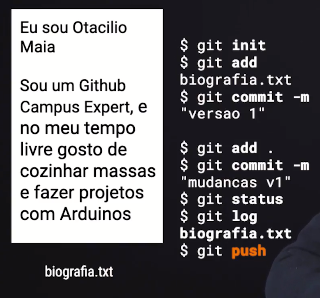 Eu sou Otacilio
Maia
Sou um Github
Campus Expert, e
no meu tempo
livre gosto de
cozinhar massas
e fazer projetos
com Arduinos
biografia.txt
$ git init
$ git add
biografia.txt
$ git commit -m
"versao 1"
$ git add .
$ git commit -m
"mudancas v1"
$ git status
$ git log
biografia.txt
$ git push